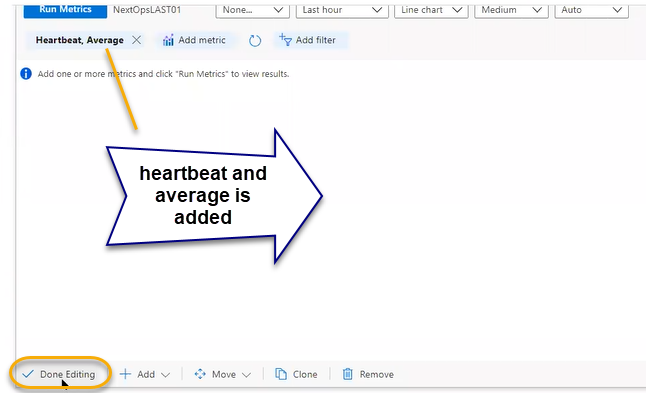 Run Metrics NextOpsLAST01 None... Last hour Line chart Medium Auto
Heartbeat, Average Add metric Add filter
Add one or more metrics and click "Run Metrics" to view results.
heartbeat and
average is
added
Done Editing Add Move Clone Remove